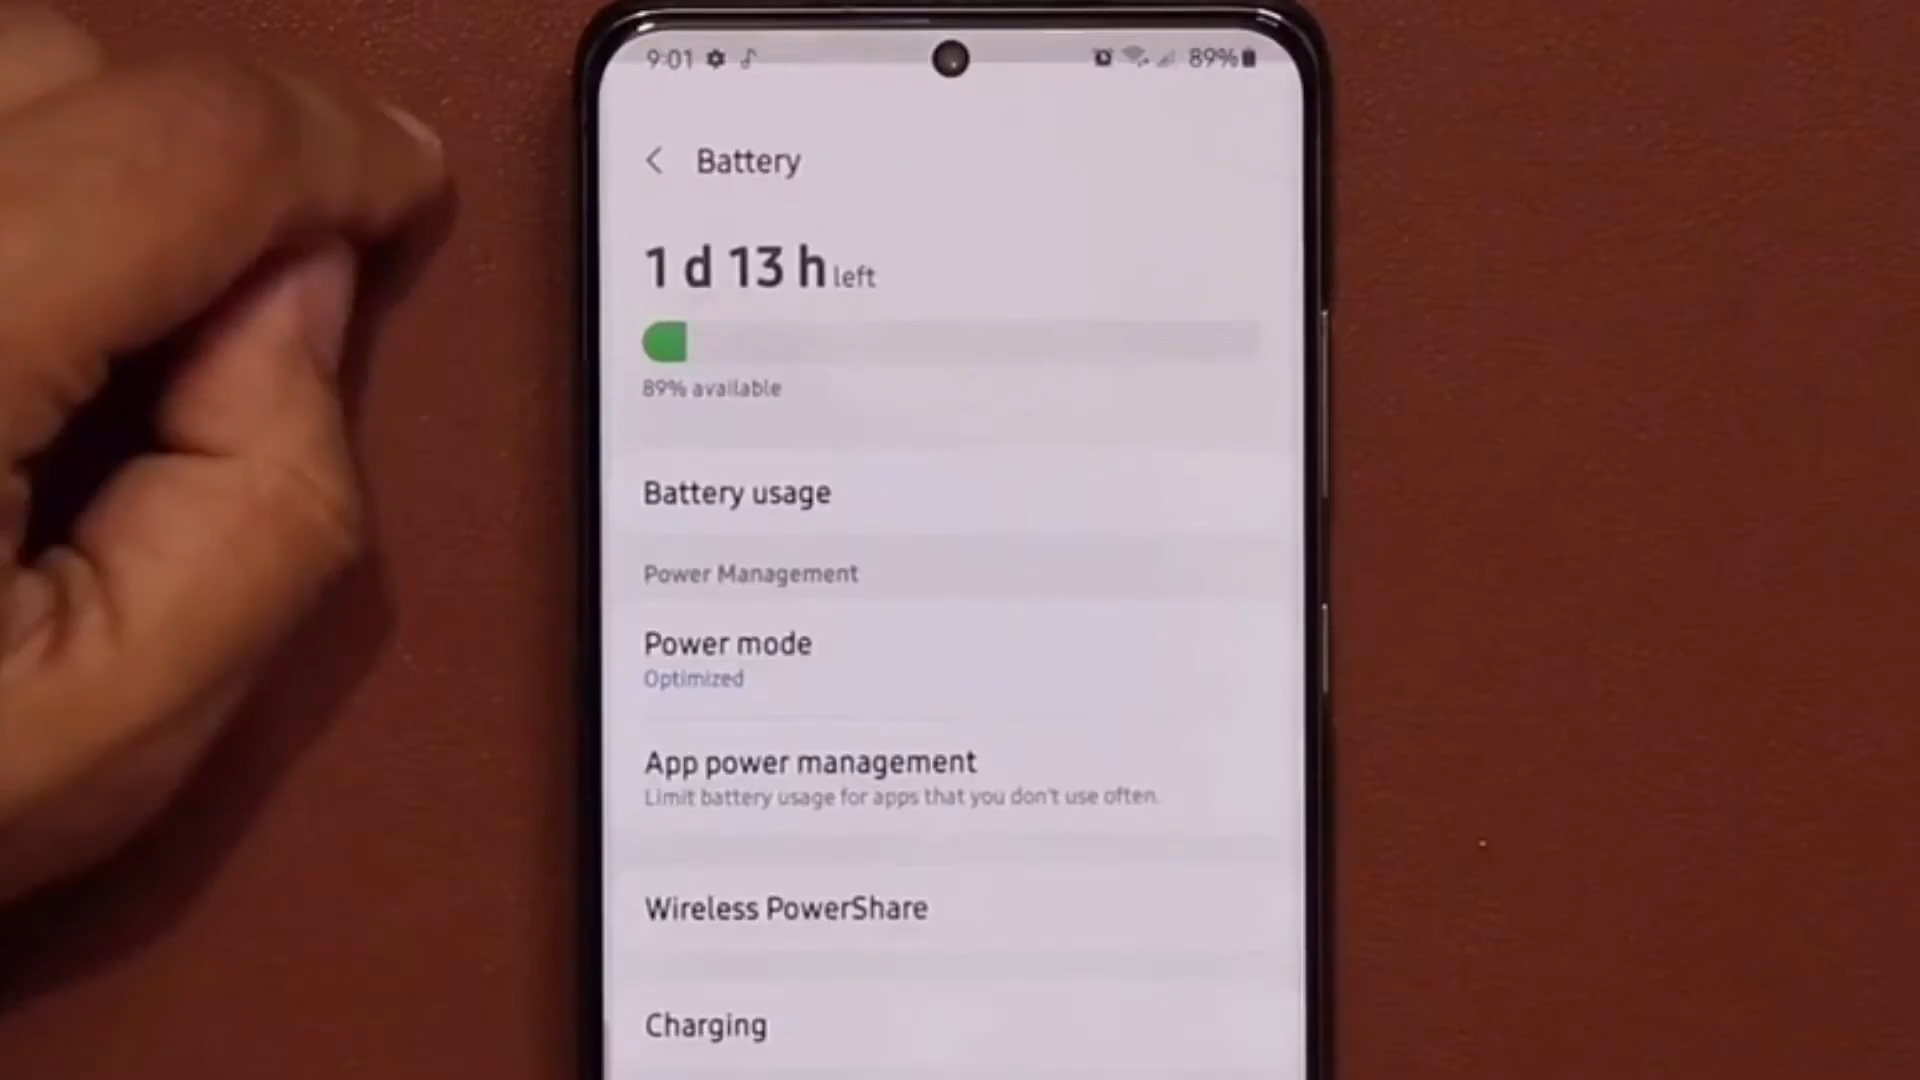 9:01 89%
Battery
1 d 13 h left
89% available
Battery usage
Power Management
Power mode
Optimized
App power management
Limit battery usage for apps that you don't use often.
Wireless PowerShare
Charging